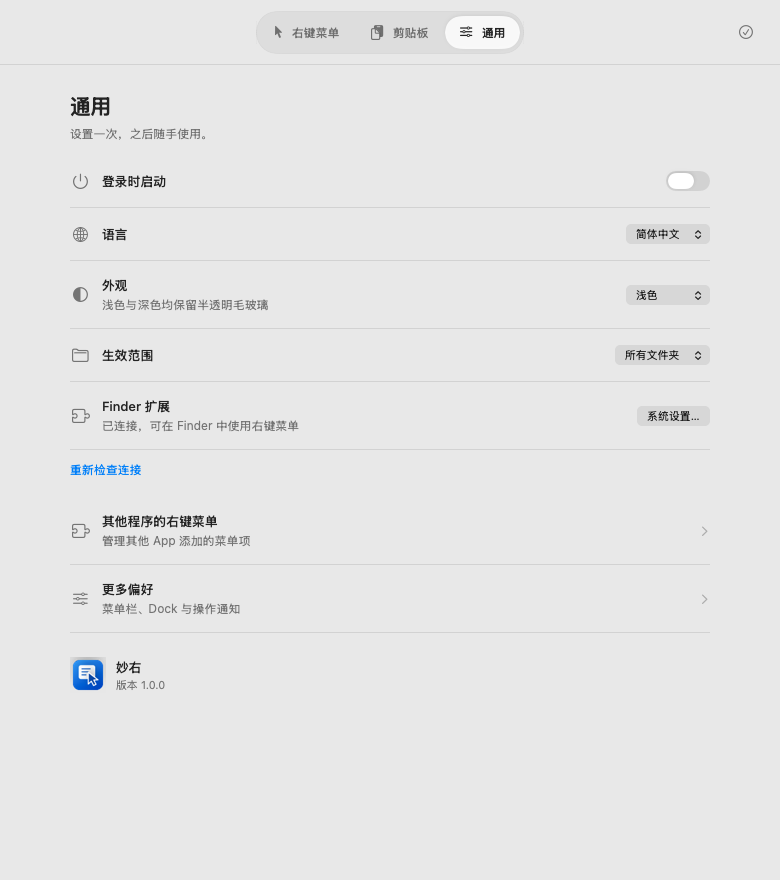 右键菜单
剪贴板
通用
通用
设置一次，之后随手使用。
登录时启动
语言
简体中文
外观
浅色与深色均保留半透明毛玻璃
浅色
生效范围
所有文件夹
Finder 扩展
已连接，可在 Finder 中使用右键菜单
系统设置...
重新检查连接
其他程序的右键菜单
管理其他 App 添加的菜单项
更多偏好
菜单栏、Dock 与操作通知
妙右
版本 1.0.0